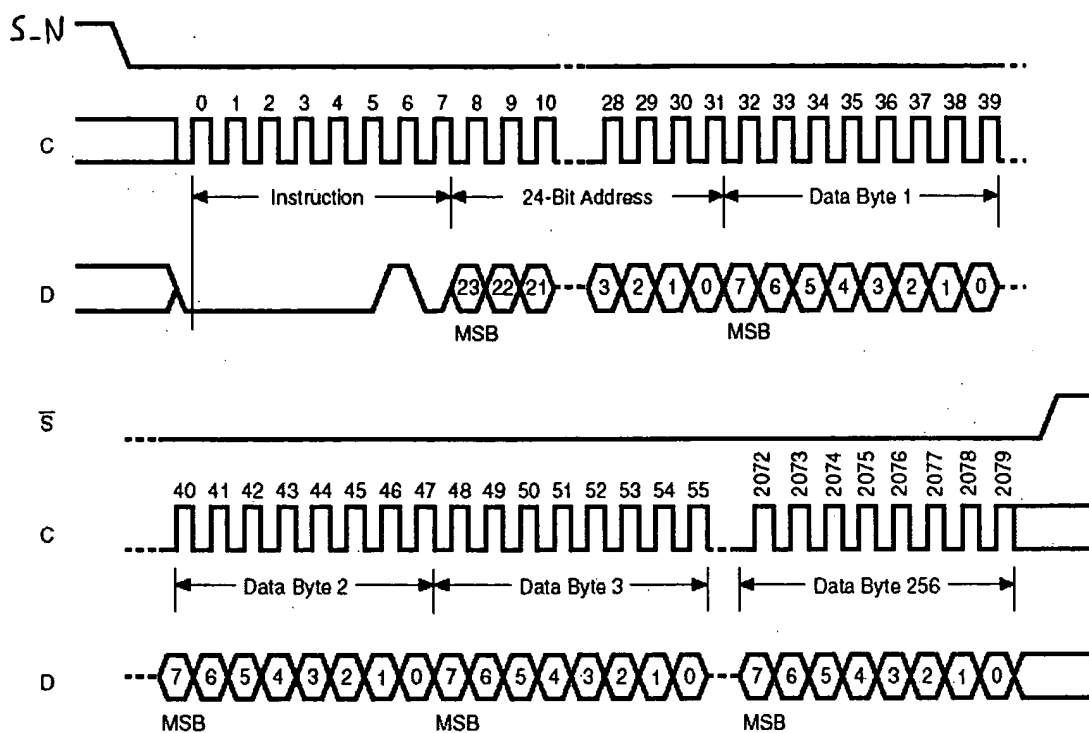 S_N
0 1 2 3 4 5 6 7 8 9 10 28 29 30 31 32 33 34 35 36 37 38 39
C
Instruction 24-Bit Address Data Byte 1
D 23 22 21 3 2 1 0 7 6 5 4 3 2 1 0
MSB MSB
S̅
40 41 42 43 44 45 46 47 48 49 50 51 52 53 54 55 2072 2073 2074 2075 2076 2077 2078 2079
C
Data Byte 2 Data Byte 3 Data Byte 256
D 7 6 5 4 3 2 1 0 7 6 5 4 3 2 1 0 7 6 5 4 3 2 1 0
MSB MSB MSB